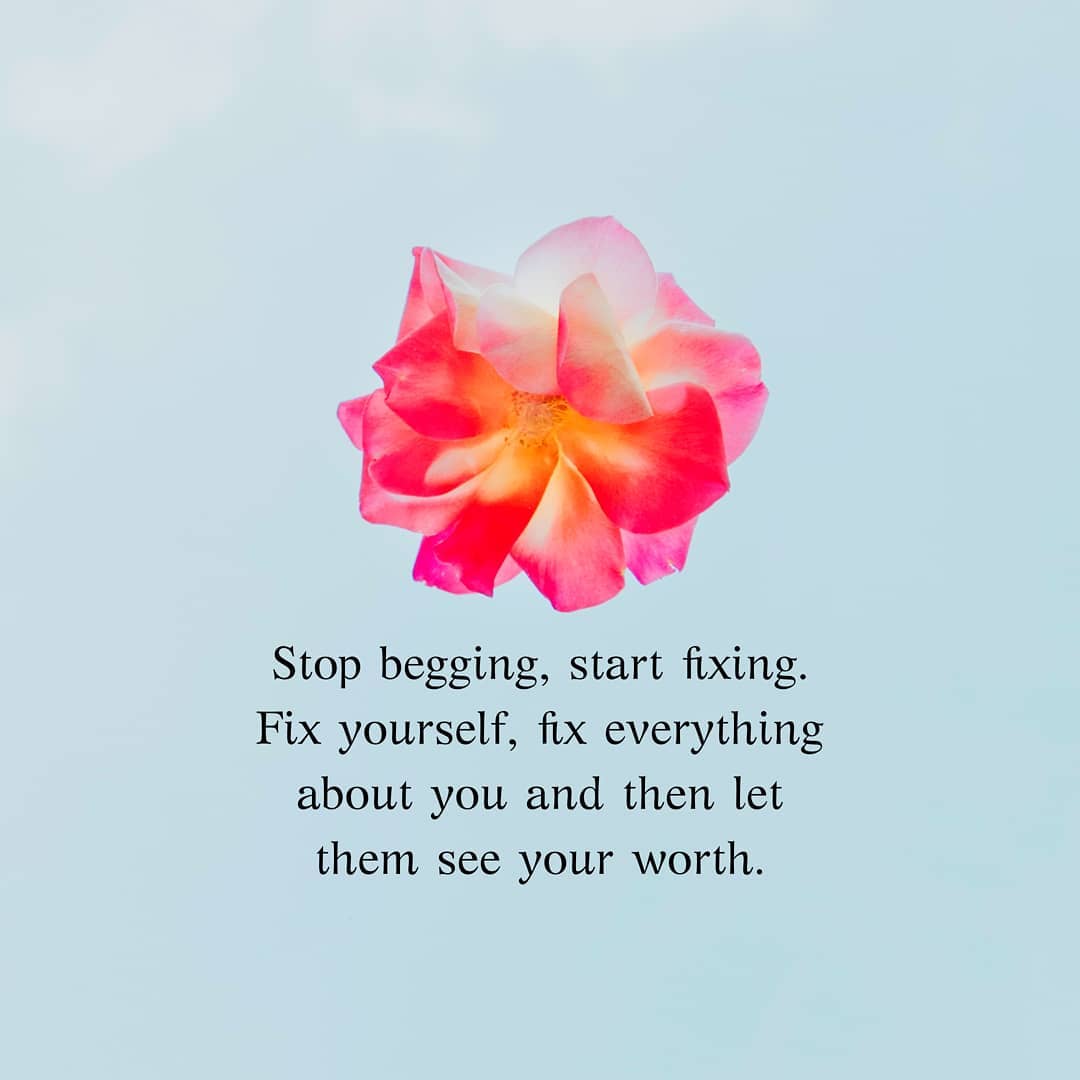 Stop begging, start fixing.
Fix yourself, fix everything
about you and then let
them see your worth.